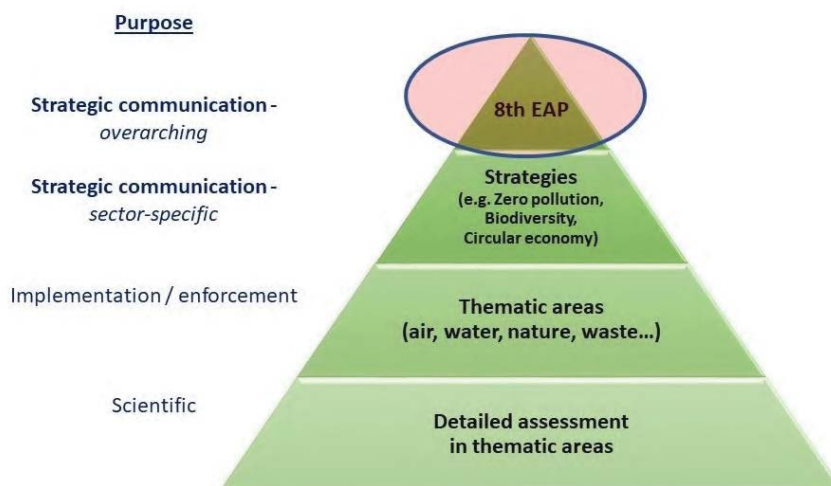 Purpose
8th EAP
Strategic communication -
overarching
Strategic communication -
sector-specific
Strategies
(e.g. Zero pollution,
Biodiversity,
Circular economy)
Implementation / enforcement
Thematic areas
(air, water, nature, waste...)
Scientific
Detailed assessment
in thematic areas